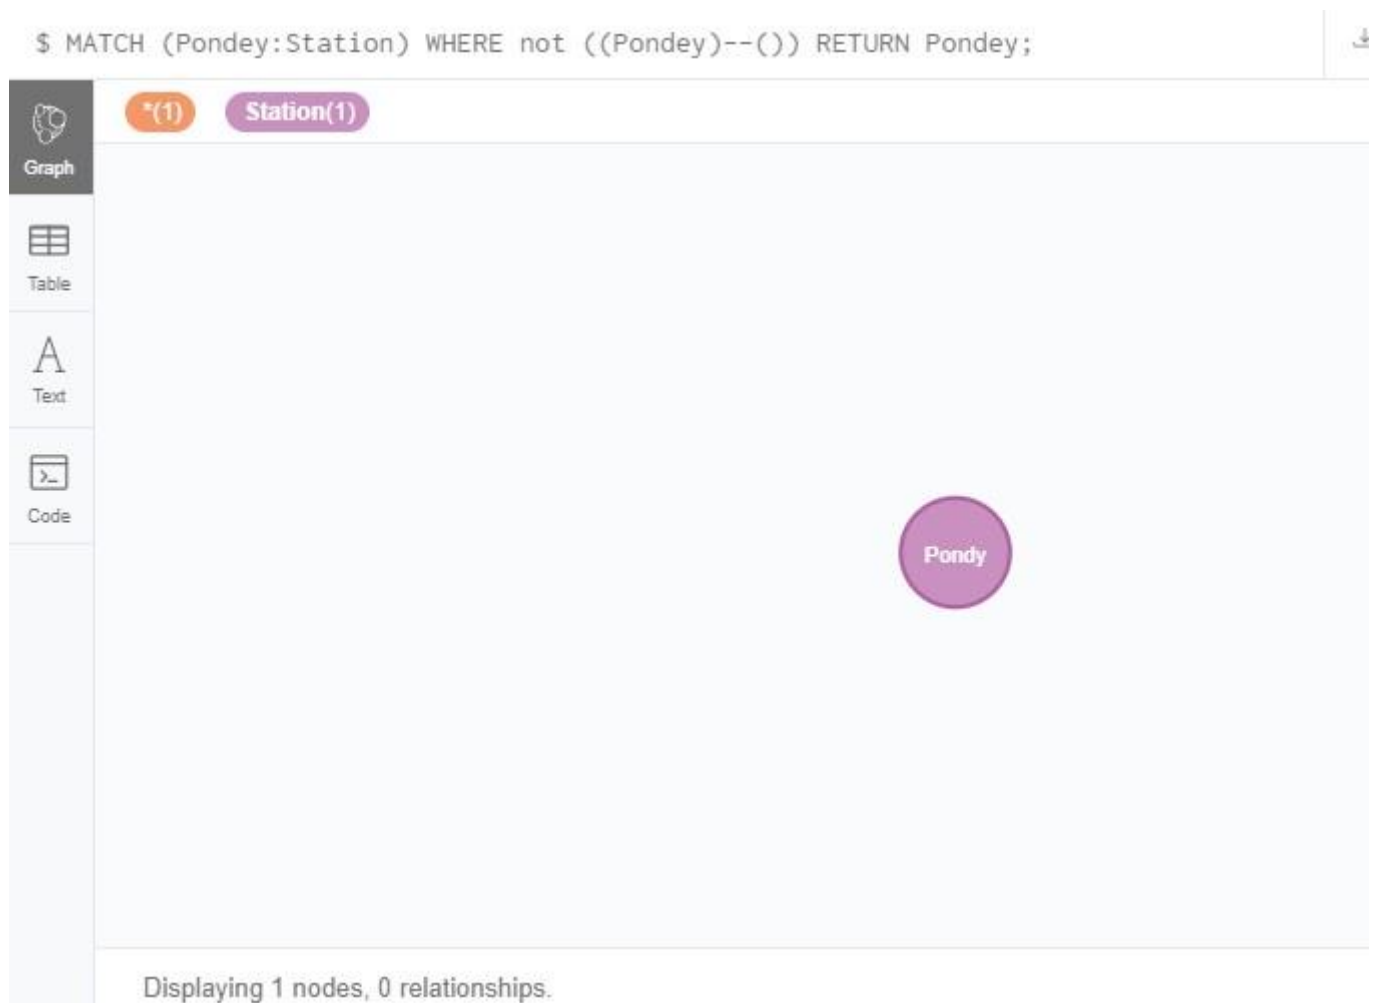 $ MATCH (Pondey:Station) WHERE not ((Pondey)--()) RETURN Pondey;
*(1) Station(1)
Graph
Table
A
Text
Code
Pondy
Displaying 1 nodes, 0 relationships.